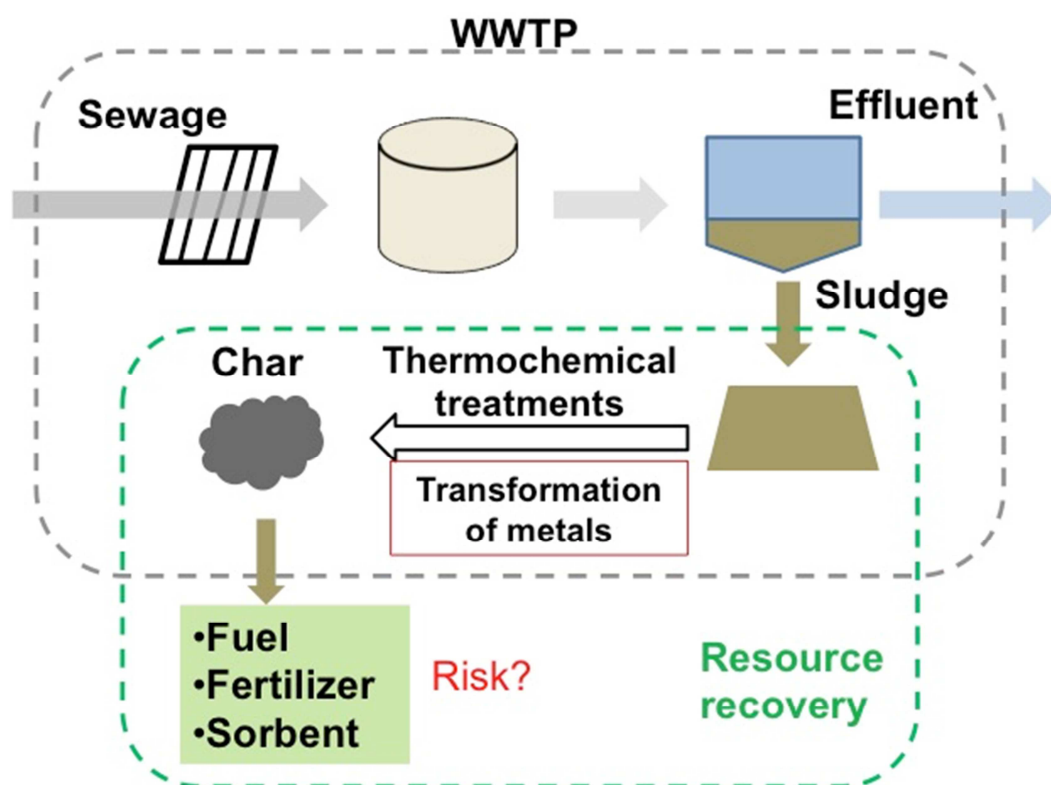 WWTP
Sewage
Effluent
Sludge
Char
Thermochemical
treatments
Transformation
of metals
•Fuel
•Fertilizer
•Sorbent
Risk?
Resource
recovery